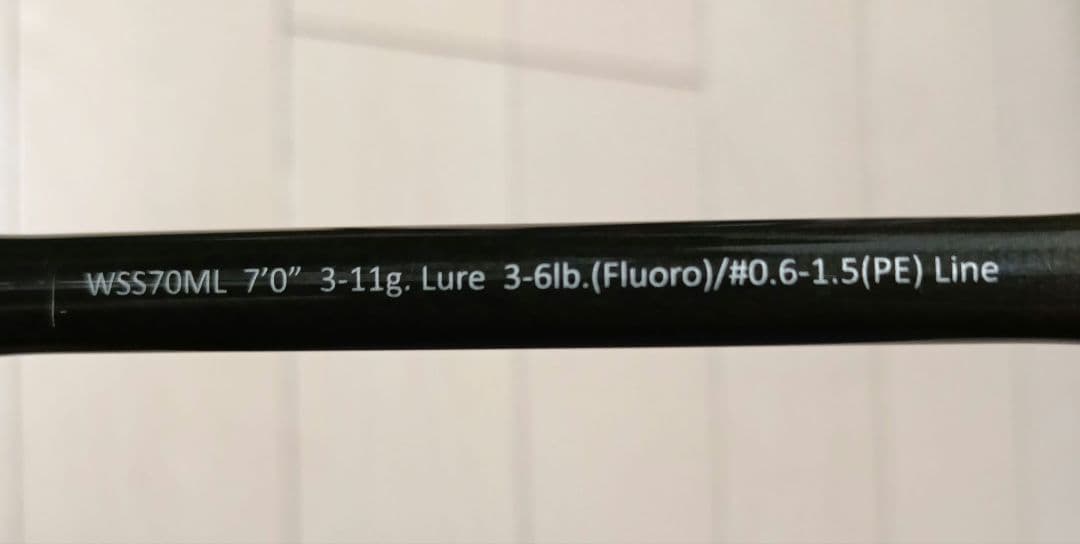 WSS70ML 7’0” 3-11g. Lure 3-6lb.(Fluoro)/#0.6-1.5(PE) Line